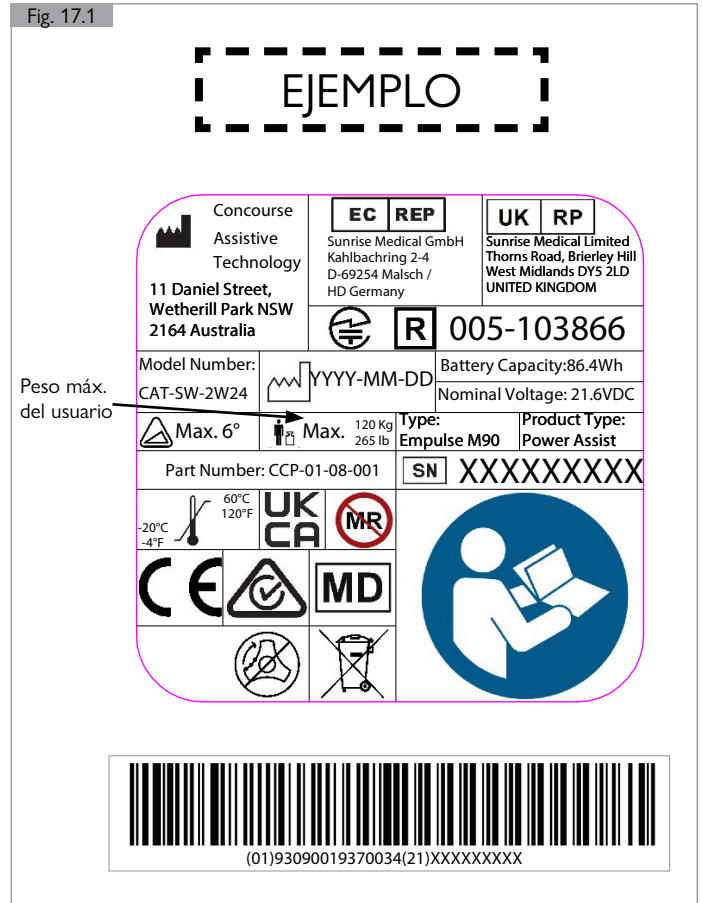 Fig. 17.1
EJEMPLO
Concourse
Assistive
Technology
11 Daniel Street,
Wetherill Park NSW
2164 Australia
EC REP
Sunrise Medical GmbH
Kahlbachring 2-4
D-69254 Malsch /
HD Germany
UK RP
Sunrise Medical Limited
Thorns Road, Brierley Hill
West Midlands DY5 2LD
UNITED KINGDOM
R 005-103866
Model Number:
CAT-SW-2W24
YYYY-MM-DD
Battery Capacity:86.4Wh
Nominal Voltage: 21.6VDC
Peso máx.
del usuario
Max. 6°
Max. 120 Kg
265 lb
Type:
Empulse M90
Product Type:
Power Assist
Part Number: CCP-01-08-001
SN XXXXXXXXX
60°C
120°F
-20°C
-4°F
UK
CA
MR
CE
MD
(01)93090019370034(21)XXXXXXXXX